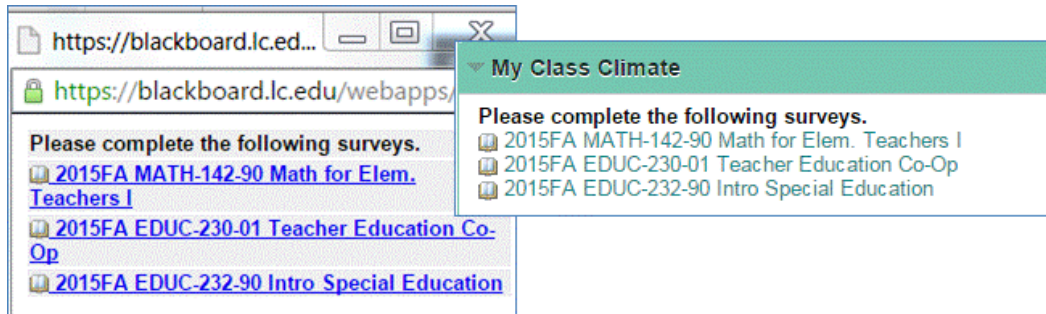 https://blackboard.lc.ed...
https://blackboard.lc.edu/webapps/
Please complete the following surveys.
2015FA MATH-142-90 Math for Elem.
Teachers I
2015FA EDUC-230-01 Teacher Education Co-
Op
2015FA EDUC-232-90 Intro Special Education
My Class Climate
Please complete the following surveys.
2015FA MATH-142-90 Math for Elem. Teachers I
2015FA EDUC-230-01 Teacher Education Co-Op
2015FA EDUC-232-90 Intro Special Education